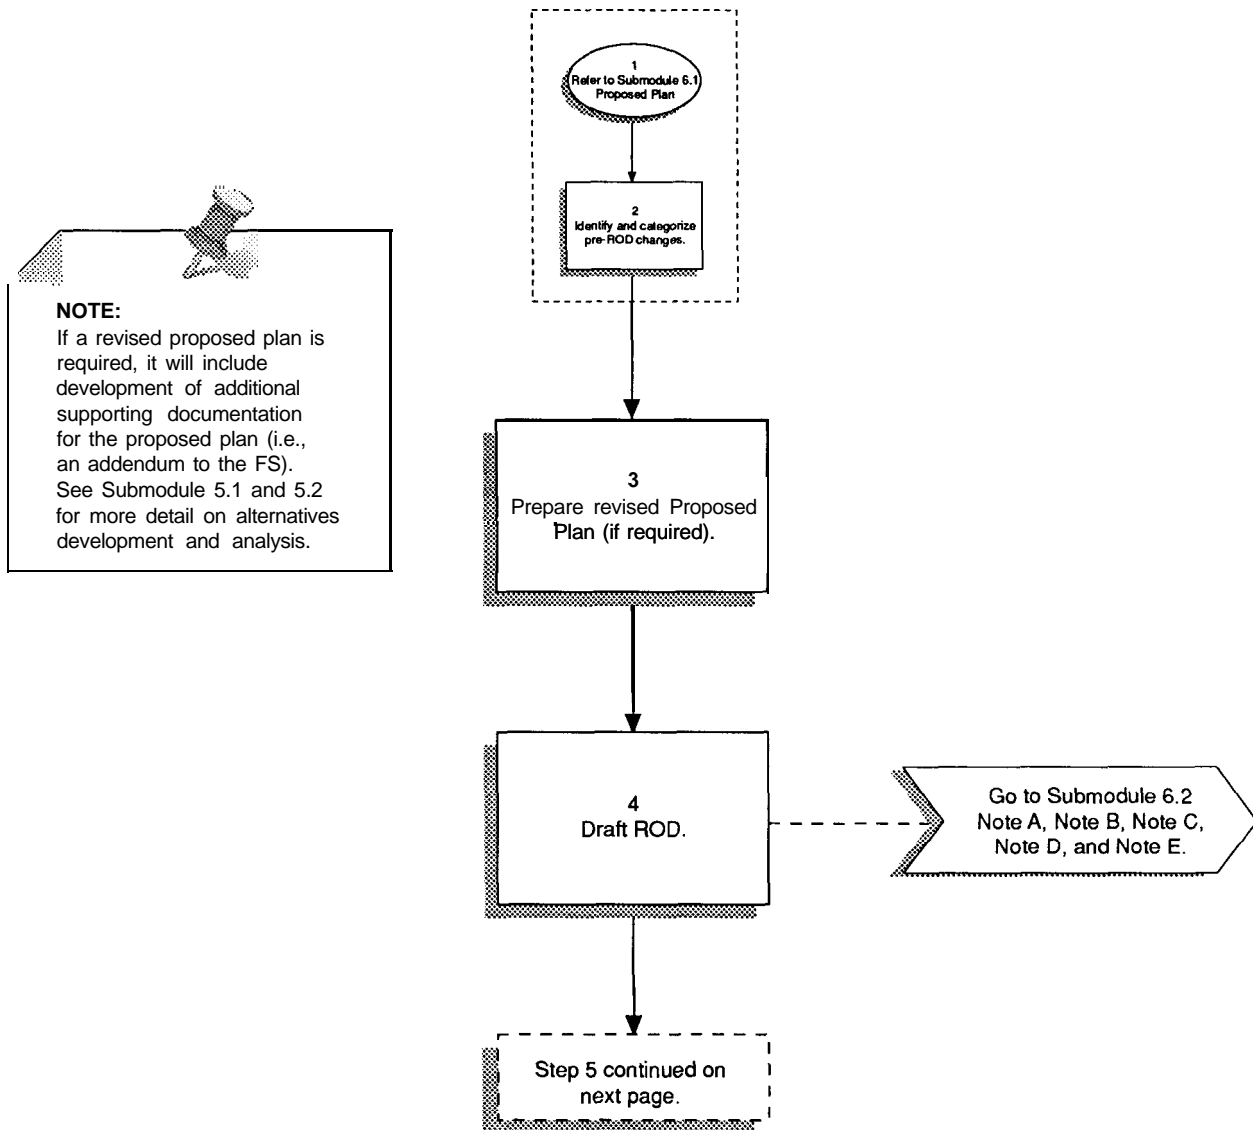 1
Refer to Submodule 6.1
Proposed Plan
2
Identify and categorize
pre-ROD changes.
NOTE:
If a revised proposed plan is
required, it will include
development of additional
supporting documentation
for the proposed plan (i.e.,
an addendum to the FS).
See Submodule 5.1 and 5.2
for more detail on alternatives
development and analysis.
3
Prepare revised Proposed
Plan (if required).
4
Draft ROD.
Go to Submodule 6.2
Note A, Note B, Note C,
Note D, and Note E.
Step 5 continued on
next page.